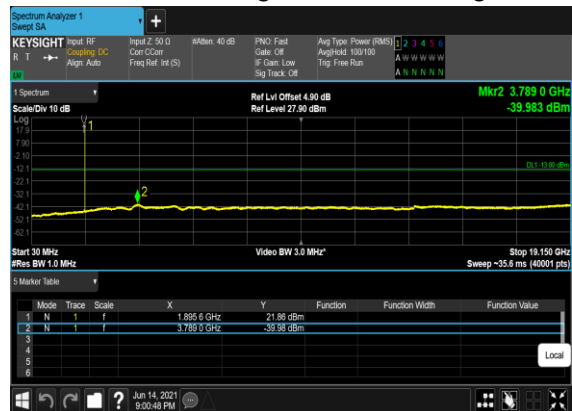 Spectrum Analyzer 1
Swept SA
KEYSIGHT Input: RF Input Z: 50 Ω #Atten: 40 dB PNO: Fast Avg Type: Power (RMS) 1 2 3 4 5 6
R T Coupling: DC Corr CCorr Gate: Off Avg|Hold: 100/100 A W W W W W
Align: Auto Freq Ref: Int (S) IF Gain: Low Trig: Free Run
LXI Sig Track: Off A N N N N N
1 Spectrum Ref Lvl Offset 4.90 dB Mkr2 3.789 0 GHz
Scale/Div 10 dB Ref Level 27.90 dBm -39.983 dBm
Log 1
17.9
7.90
-2.10
-12.1 DL1 -13.00 dBm
-22.1
-32.1 2
-42.1
-52.1
-62.1
Start 30 MHz Video BW 3.0 MHz* Stop 19.150 GHz
#Res BW 1.0 MHz Sweep ~35.6 ms (40001 pts)
5 Marker Table
Mode Trace Scale X Y Function Function Width Function Value
1 N 1 f 1.895 6 GHz 21.86 dBm
2 N 1 f 3.789 0 GHz -39.98 dBm
3
4
5 Local
6
? Jun 14, 2021
9:00:48 PM